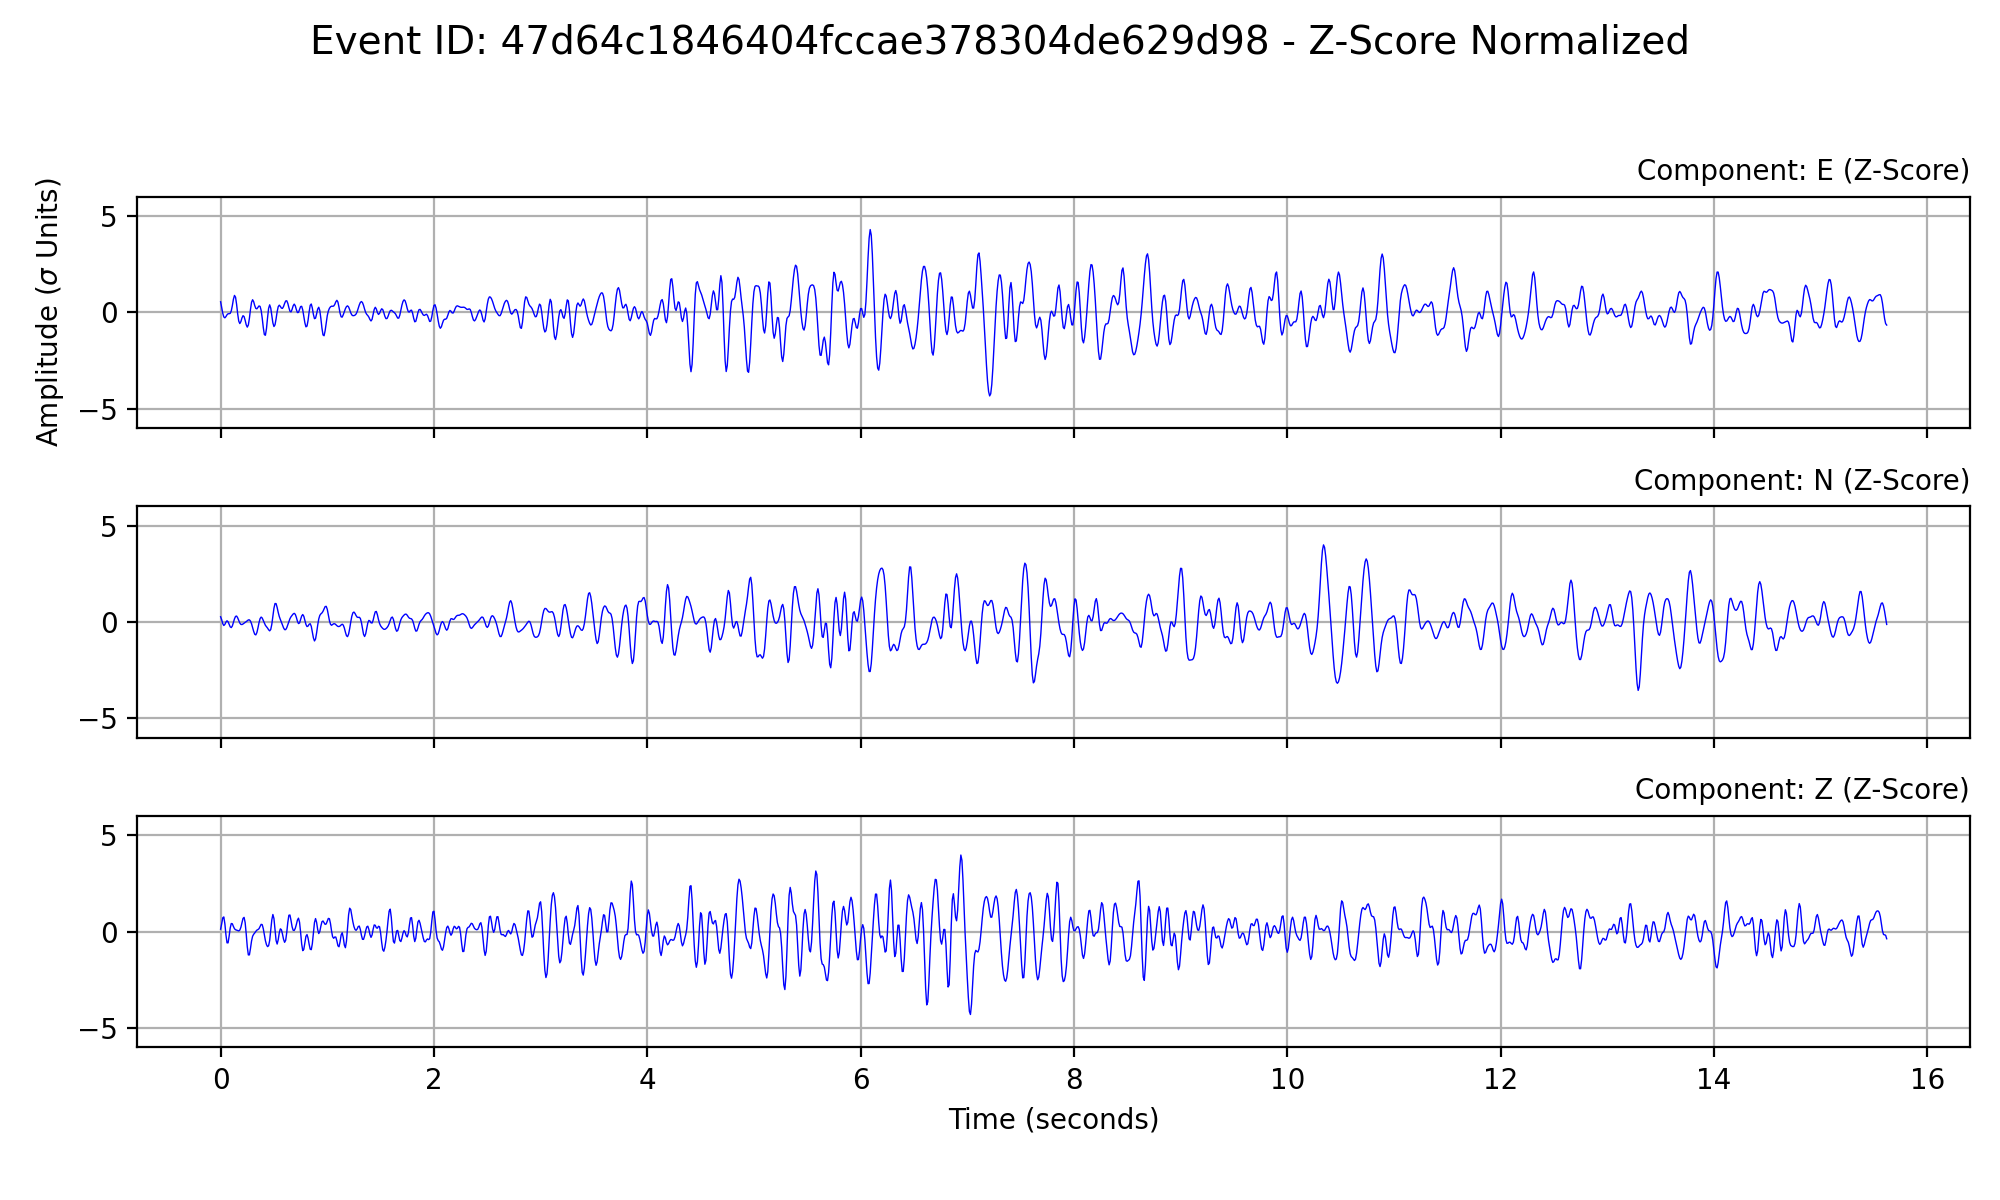 Event ID: 47d64c1846404fccae378304de629d98 - Z-Score Normalized
Component: E (Z-Score)
Amplitude (σ Units)
5
0
−5
Component: N (Z-Score)
5
0
−5
Component: Z (Z-Score)
5
0
−5
0 2 4 6 8 10 12 14 16
Time (seconds)